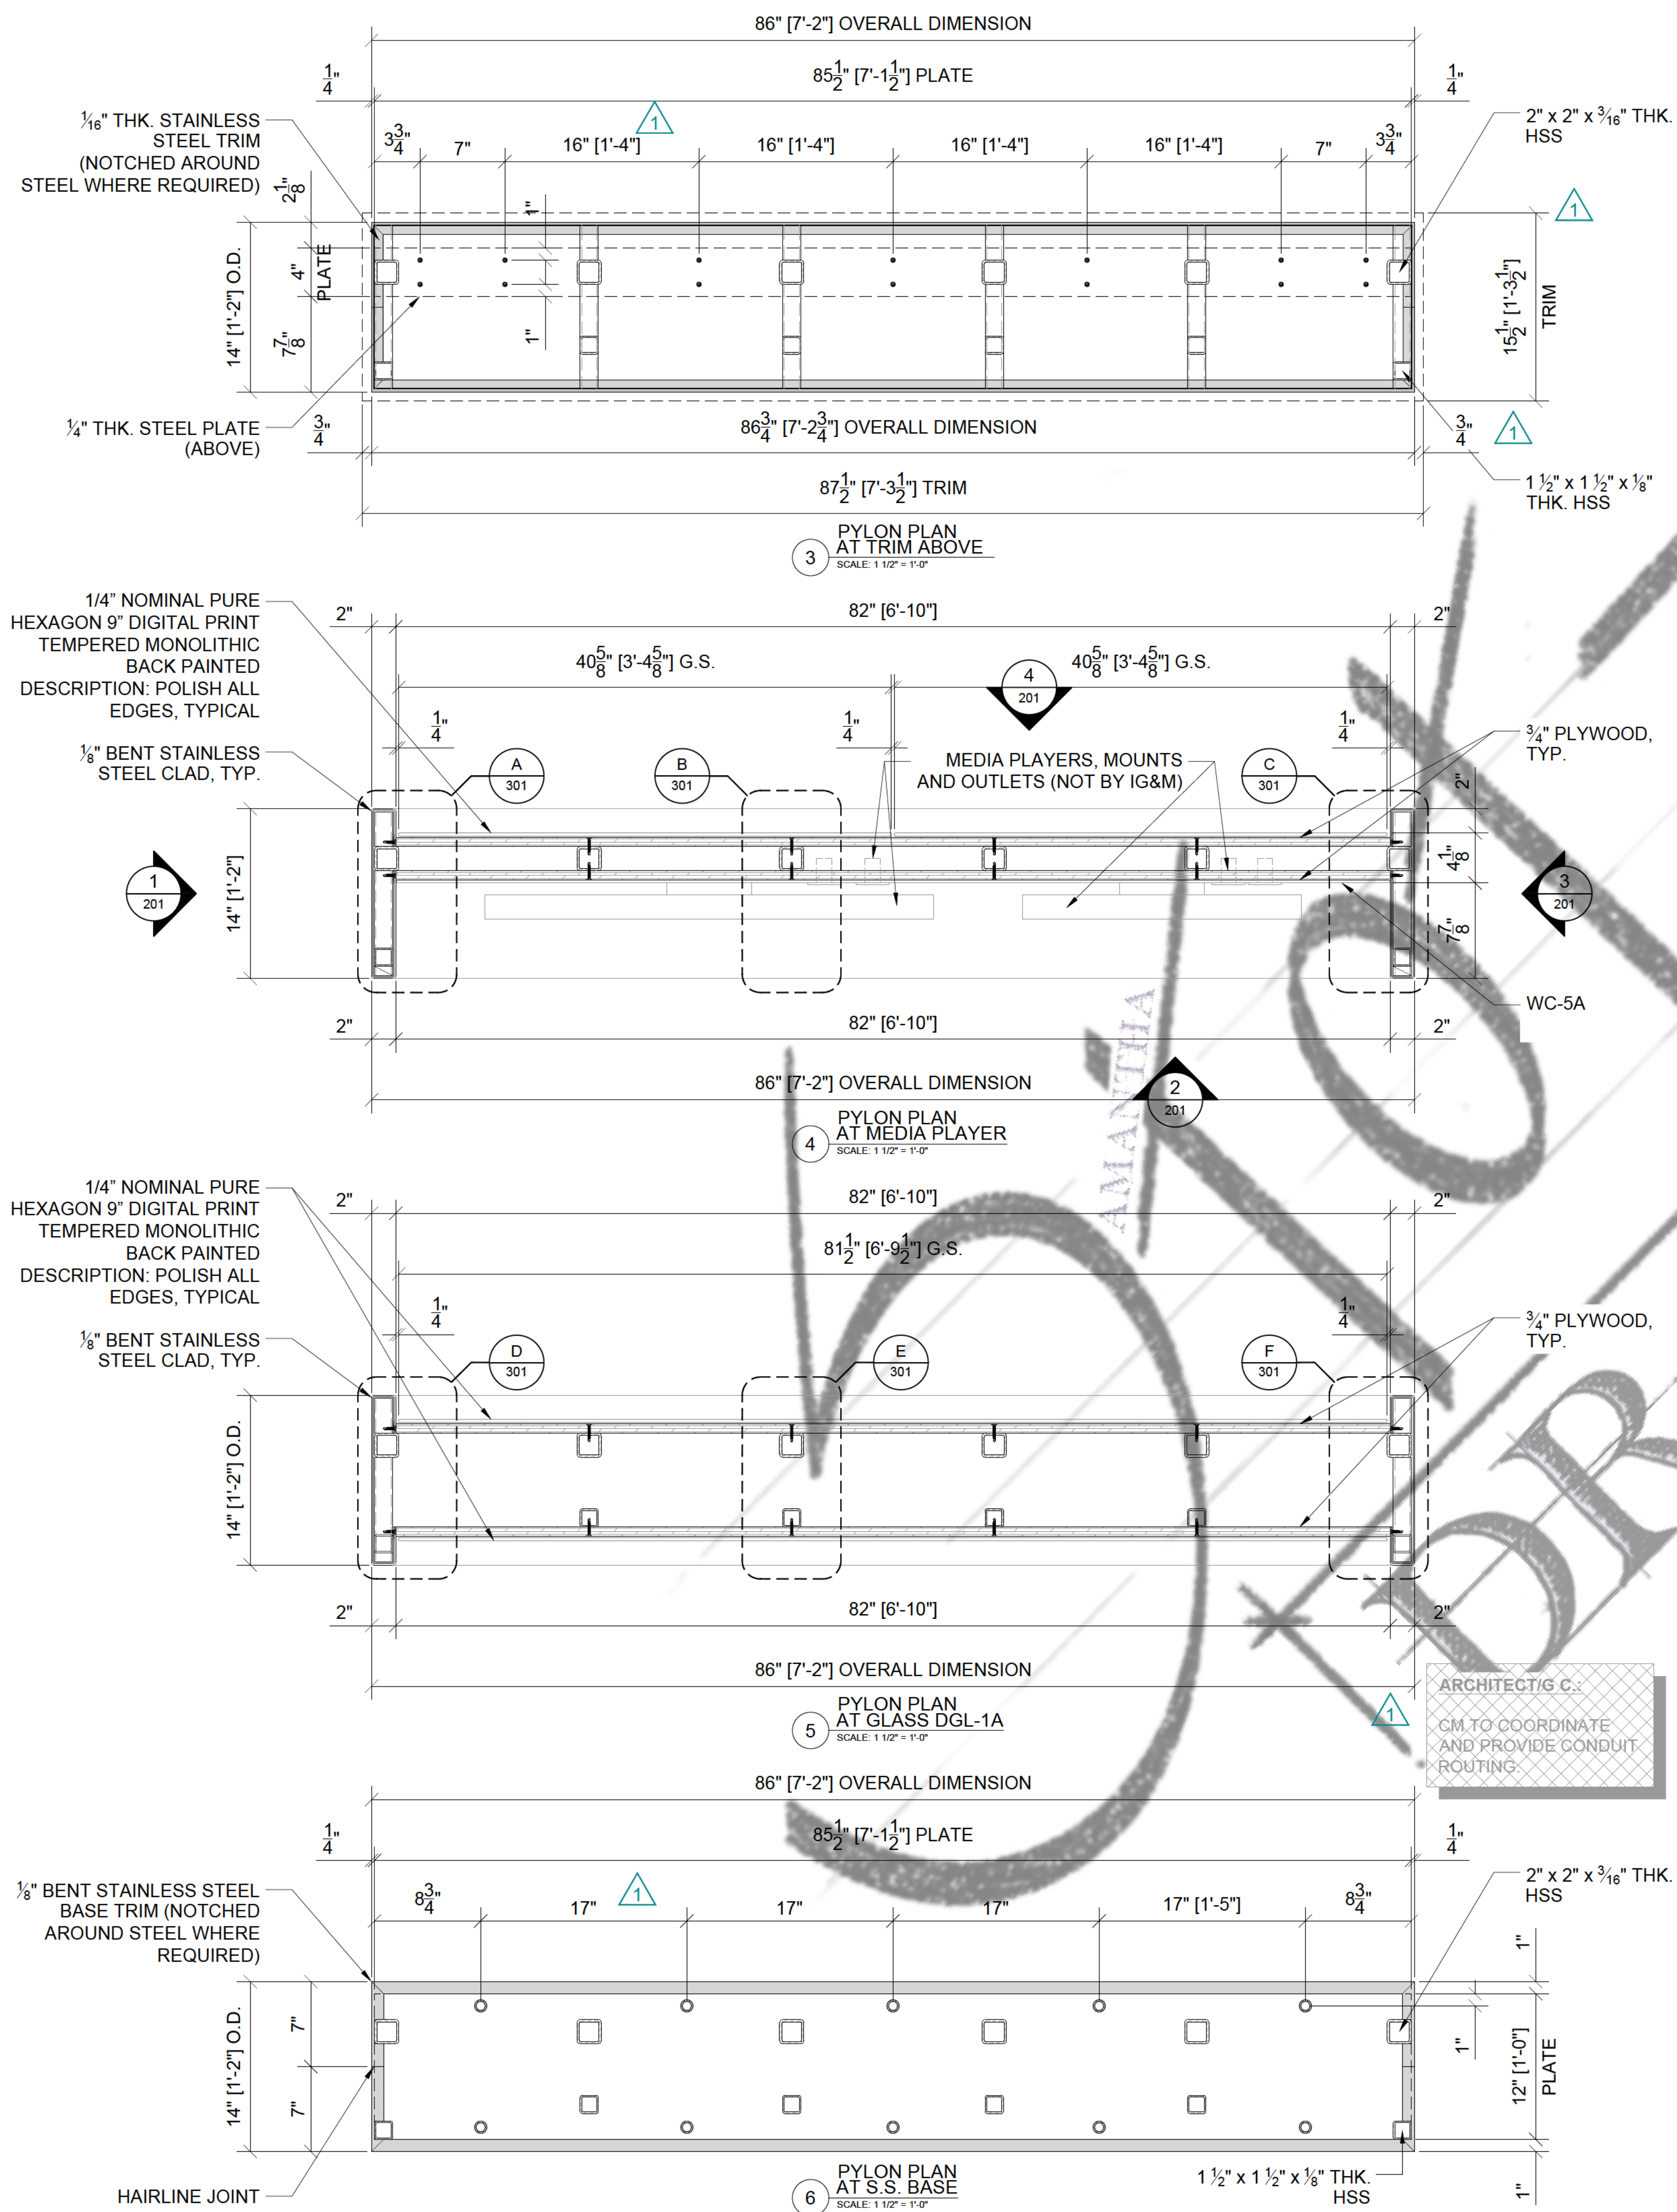 86" [7'-2"] OVERALL DIMENSION
85 1/2" [7'-1 1/2"] PLATE
1/4"
1/4"
1/16" THK. STAINLESS
STEEL TRIM
(NOTCHED AROUND
STEEL WHERE REQUIRED)
3 3/4"
7"
16" [1'-4"]
1
16" [1'-4"]
16" [1'-4"]
16" [1'-4"]
7"
3 3/4"
2" x 2" x 3/16" THK.
HSS
1
2 1/8"
4"
PLATE
7 7/8"
14" [1'-2"] O.D.
1"
1"
15 1/2" [1'-3 1/2"]
TRIM
1/4" THK. STEEL PLATE
(ABOVE)
3/4"
86 3/4" [7'-2 3/4"] OVERALL DIMENSION
3/4"
1
87 1/2" [7'-3 1/2"] TRIM
1 1/2" x 1 1/2" x 1/8"
THK. HSS
3
PYLON PLAN
AT TRIM ABOVE
SCALE: 1 1/2" = 1'-0"
1/4” NOMINAL PURE
HEXAGON 9” DIGITAL PRINT
TEMPERED MONOLITHIC
BACK PAINTED
DESCRIPTION: POLISH ALL
EDGES, TYPICAL
2"
82" [6'-10"]
2"
40 5/8" [3'-4 5/8"] G.S.
40 5/8" [3'-4 5/8"] G.S.
4
201
1/4"
1/4"
1/4"
1/8" BENT STAINLESS
STEEL CLAD, TYP.
A
301
B
301
MEDIA PLAYERS, MOUNTS
AND OUTLETS (NOT BY IG&M)
C
301
3/4" PLYWOOD,
TYP.
2"
4 1/8"
7 7/8"
14" [1'-2"]
1
201
3
201
WC-5A
2"
82" [6'-10"]
2"
86" [7'-2"] OVERALL DIMENSION
2
201
4
PYLON PLAN
AT MEDIA PLAYER
SCALE: 1 1/2" = 1'-0"
AMANTHA
1/4” NOMINAL PURE
HEXAGON 9” DIGITAL PRINT
TEMPERED MONOLITHIC
BACK PAINTED
DESCRIPTION: POLISH ALL
EDGES, TYPICAL
2"
82" [6'-10"]
2"
81 1/2" [6'-9 1/2"] G.S.
1/4"
1/4"
1/8" BENT STAINLESS
STEEL CLAD, TYP.
D
301
E
301
F
301
3/4" PLYWOOD,
TYP.
14" [1'-2"] O.D.
2"
82" [6'-10"]
2"
86" [7'-2"] OVERALL DIMENSION
5
PYLON PLAN
AT GLASS DGL-1A
SCALE: 1 1/2" = 1'-0"
1
ARCHITECT/G C.:
CM TO COORDINATE
AND PROVIDE CONDUIT
ROUTING.
86" [7'-2"] OVERALL DIMENSION
85 1/2" [7'-1 1/2"] PLATE
1/4"
1/4"
1/8" BENT STAINLESS STEEL
BASE TRIM (NOTCHED
AROUND STEEL WHERE
REQUIRED)
8 3/4"
17"
1
17"
17"
17" [1'-5"]
8 3/4"
2" x 2" x 3/16" THK.
HSS
14" [1'-2"] O.D.
7"
7"
1"
1"
12" [1'-0"]
PLATE
1"
HAIRLINE JOINT
1 1/2" x 1 1/2" x 1/8" THK.
HSS
6
PYLON PLAN
AT S.S. BASE
SCALE: 1 1/2" = 1'-0"